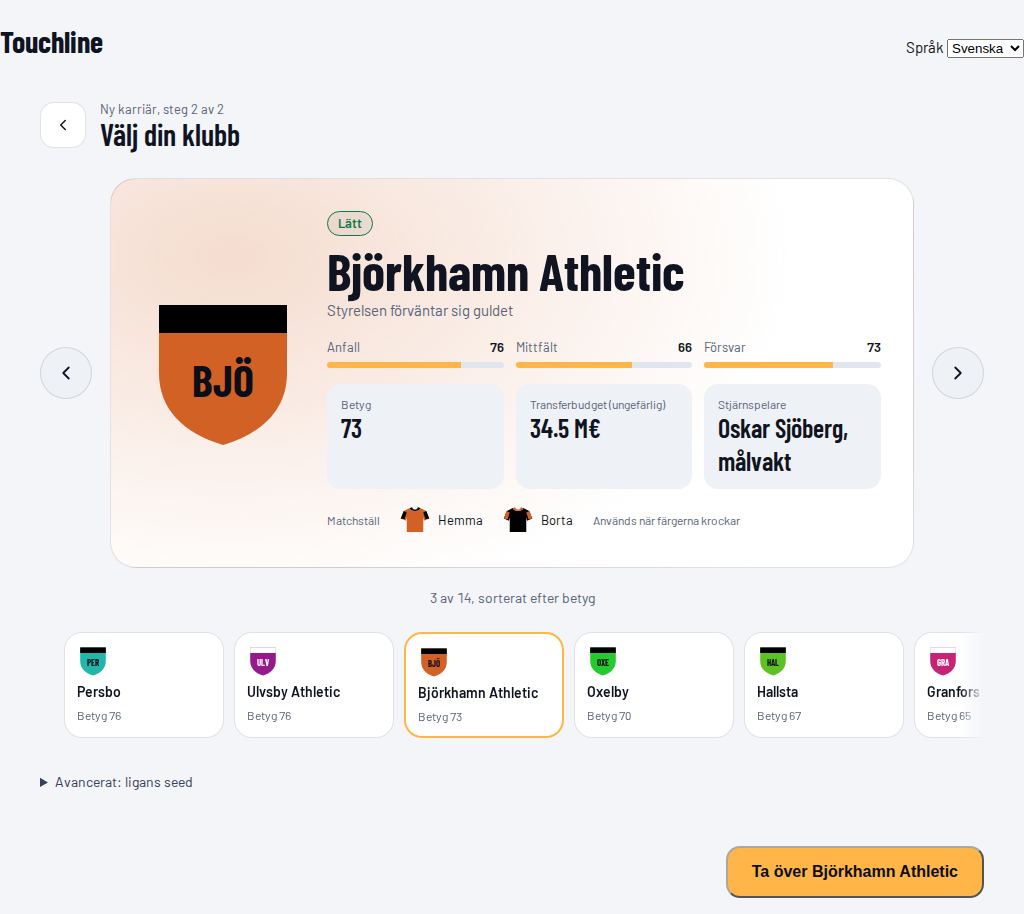 Touchline
Språk Svenska
Ny karriär, steg 2 av 2
Välj din klubb
Lätt
Björkhamn Athletic
Styrelsen förväntar sig guldet
Anfall 76 Mittfält 66 Försvar 73
BJÖ
Betyg Transferbudget (ungefärlig) Stjärnspelare
73 34.5 M€ Oskar Sjöberg,
målvakt
Matchställ Hemma Borta Används när färgerna krockar
3 av 14, sorterat efter betyg
PER ULV BJÖ OXE HAL GRA
Persbo Ulvsby Athletic Björkhamn Athletic Oxelby Hallsta Granfors
Betyg 76 Betyg 76 Betyg 73 Betyg 70 Betyg 67 Betyg 65
Avancerat: ligans seed
Ta över Björkhamn Athletic